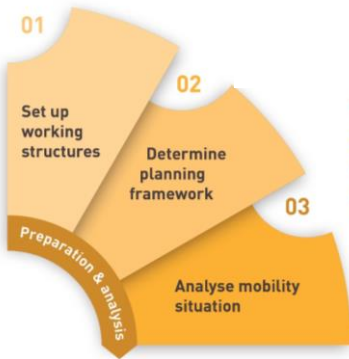 01
Set up
working
structures
02
Determine
planning
framework
03
Analyse mobility
situation
Preparation & analysis